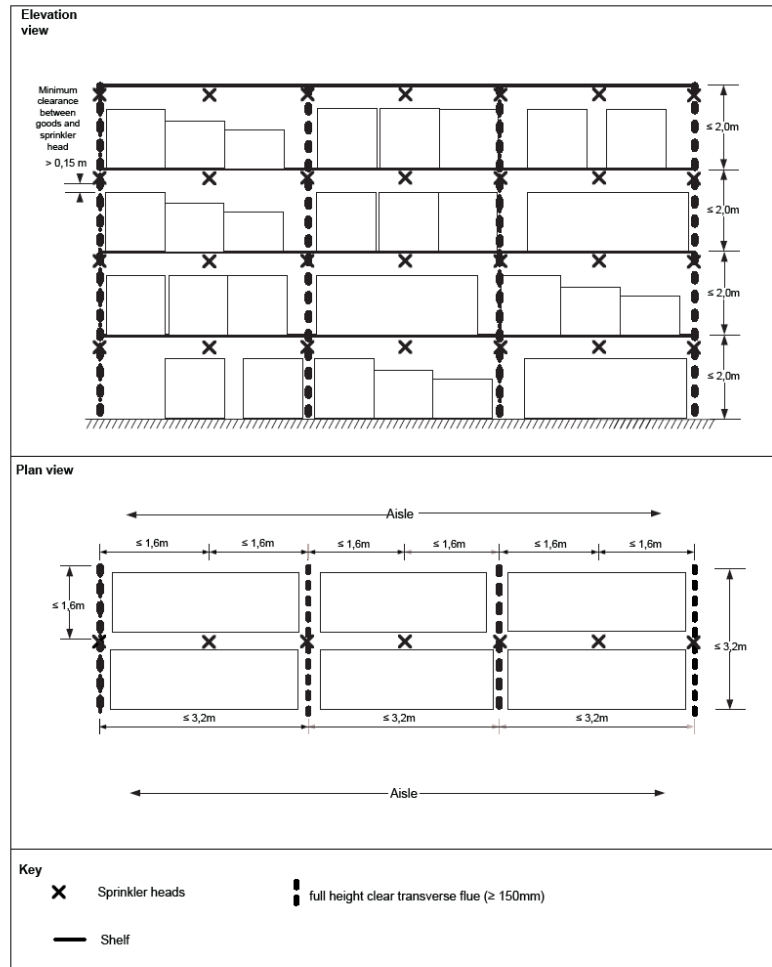 Elevation
view
Minimum
clearance
between
goods and
sprinkler
head
> 0,15 m
≤ 2,0m
≤ 2,0m
≤ 2,0m
≤ 2,0m
Plan view
Aisle
≤ 1,6m
≤ 1,6m
≤ 1,6m
≤ 1,6m
≤ 1,6m
≤ 1,6m
≤ 1,6m
≤ 3,2m
≤ 3,2m
≤ 3,2m
≤ 3,2m
Aisle
Key
Sprinkler heads
full height clear transverse flue (≥ 150mm)
Shelf